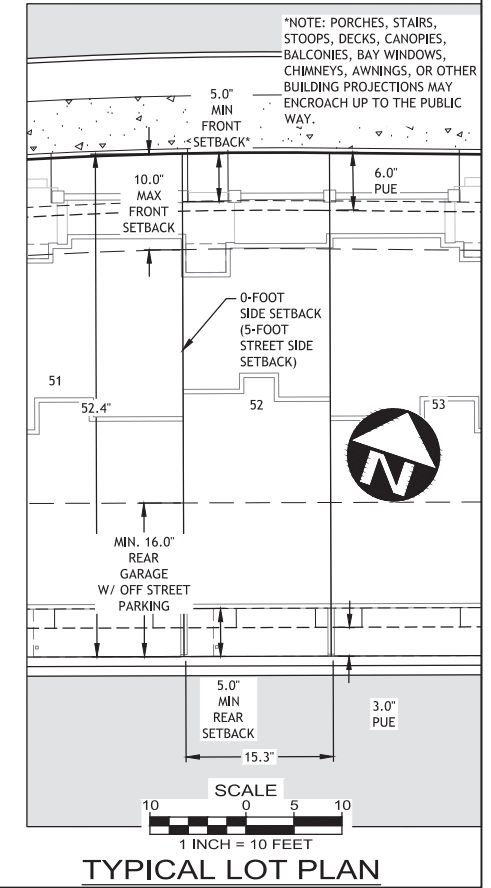 *NOTE: PORCHES, STAIRS,
STOOPS, DECKS, CANOPIES,
BALCONIES, BAY WINDOWS,
CHIMNEYS, AWNINGS, OR OTHER
BUILDING PROJECTIONS MAY
ENCROACH UP TO THE PUBLIC
WAY.
5.0"
MIN
FRONT
SETBACK*
10.0"
MAX
FRONT
SETBACK
6.0"
PUE
0-FOOT
SIDE SETBACK
(5-FOOT
STREET SIDE
SETBACK)
51
52.4"
52
53
N
MIN. 16.0"
REAR
GARAGE
W/ OFF STREET
PARKING
5.0"
MIN
REAR
SETBACK
3.0"
PUE
15.3"
SCALE
10 0 5 10
1 INCH = 10 FEET
TYPICAL LOT PLAN